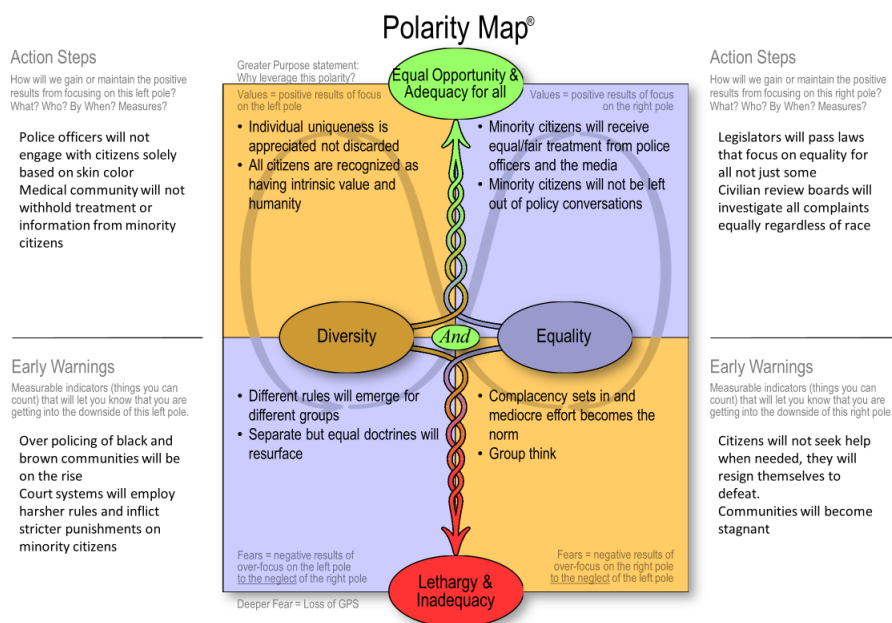 Polarity Map®
Action Steps
How will we gain or maintain the positive
results from focusing on this left pole?
What? Who? By When? Measures?
Police officers will not
engage with citizens solely
based on skin color
Medical community will not
withhold treatment or
information from minority
citizens
Early Warnings
Measurable indicators (things you can
count) that will let you know that you are
getting into the downside of this left pole.
Over policing of black and
brown communities will be
on the rise
Court systems will employ
harsher rules and inflict
stricter punishments on
minority citizens
Greater Purpose statement:
Why leverage this polarity?
Equal Opportunity &
Adequacy for all
Values = positive results of focus
on the left pole
• Individual uniqueness is
appreciated not discarded
• All citizens are recognized as
having intrinsic value and
humanity
Values = positive results of focus
on the right pole
• Minority citizens will receive
equal/fair treatment from police
officers and the media
• Minority citizens will not be left
out of policy conversations
Diversity
And
Equality
• Different rules will emerge for
different groups
• Separate but equal doctrines will
resurface
Fears = negative results of
over-focus on the left pole
to the neglect of the right pole
• Complacency sets in and
mediocre effort becomes the
norm
• Group think
Fears = negative results of
over-focus on the right pole
to the neglect of the left pole
Lethargy &
Inadequacy
Deeper Fear = Loss of GPS
Action Steps
How will we gain or maintain the positive
results from focusing on this right pole?
What? Who? By When? Measures?
Legislators will pass laws
that focus on equality for
all not just some
Civilian review boards will
investigate all complaints
equally regardless of race
Early Warnings
Measurable indicators (things you can
count) that will let you know that you are
getting into the downside of this right pole.
Citizens will not seek help
when needed, they will
resign themselves to
defeat.
Communities will become
stagnant